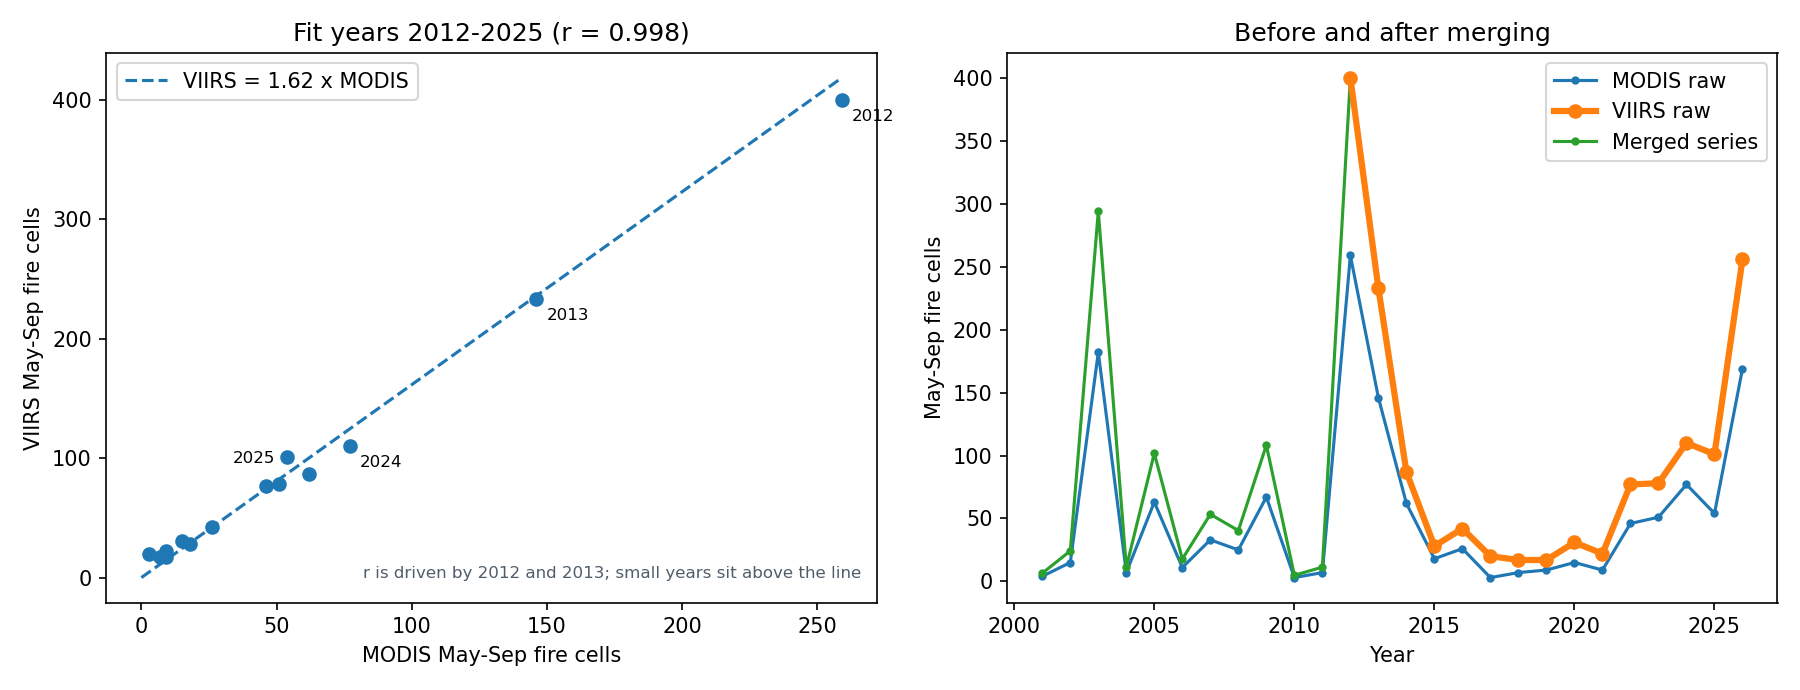 Fit years 2012-2025 (r = 0.998)
VIIRS = 1.62 x MODIS
VIIRS May-Sep fire cells
400
300
200
100
0
2012
2013
2025
2024
r is driven by 2012 and 2013; small years sit above the line
0
50
100
150
200
250
MODIS May-Sep fire cells
Before and after merging
MODIS raw
VIIRS raw
Merged series
May-Sep fire cells
400
350
300
250
200
150
100
50
0
2000
2005
2010
2015
2020
2025
Year